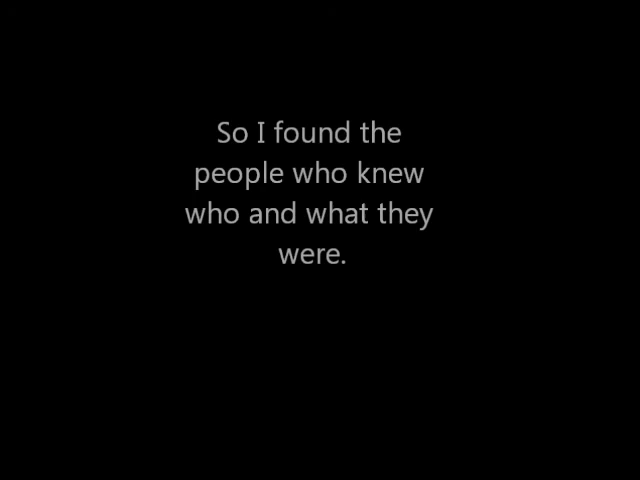 So I found the
people who knew
who and what they
were.